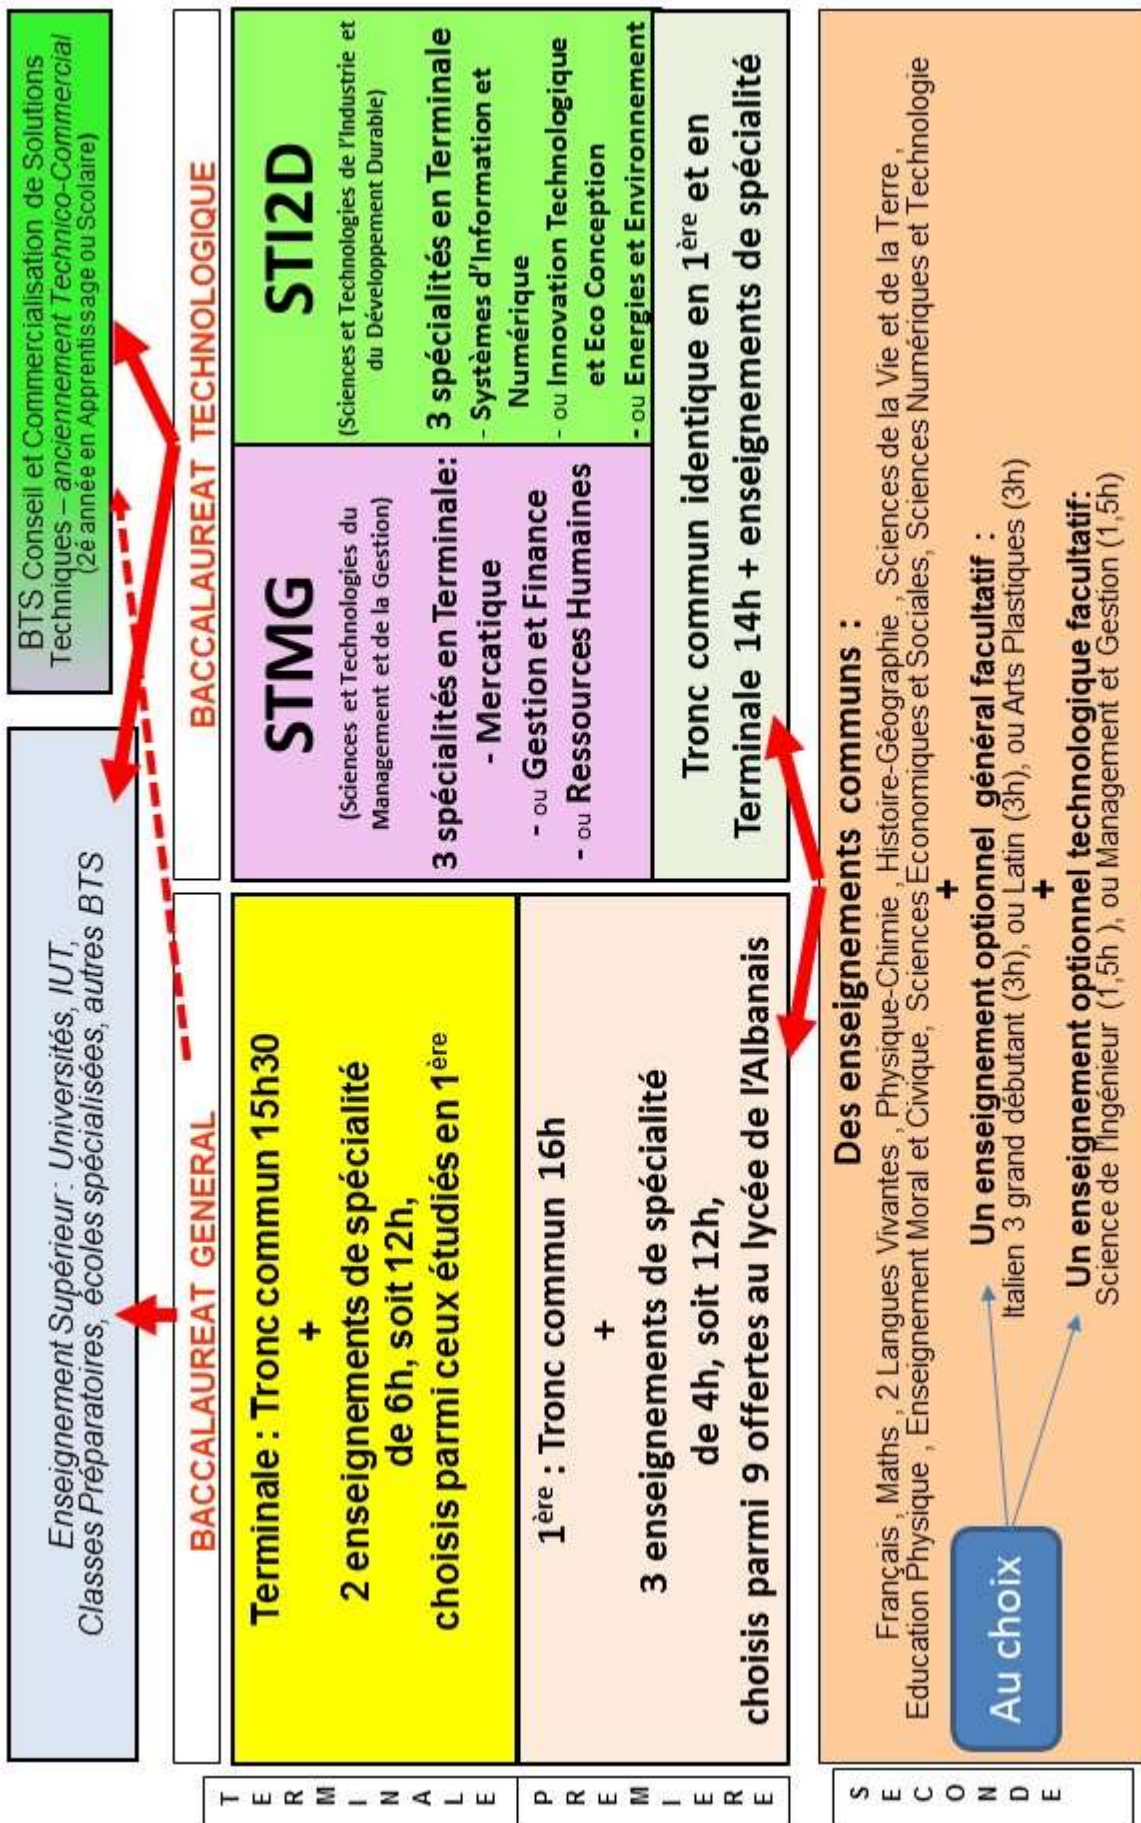 Enseignement Supérieur : Universités, IUT,
Classes Préparatoires, écoles spécialisées, autres BTS
BTS Conseil et Commercialisation de Solutions
Techniques – anciennement Technico-Commercial
(2é année en Apprentissage ou Scolaire)
BACCALAUREAT GENERAL
BACCALAUREAT TECHNOLOGIQUE
TERMINALE
Terminale : Tronc commun 15h30
+
2 enseignements de spécialité
de 6h, soit 12h,
choisis parmi ceux étudiés en 1ère
STMG
(Sciences et Technologies du
Management et de la Gestion)
3 spécialités en Terminale:
- Mercatique
- ou Gestion et Finance
- ou Ressources Humaines
STI2D
(Sciences et Technologies de l'Industrie et
du Développement Durable)
3 spécialités en Terminale
- Systèmes d'Information et
Numérique
- ou Innovation Technologique
et Eco Conception
- ou Energies et Environnement
PREMIERE
1ère : Tronc commun 16h
+
3 enseignements de spécialité
de 4h, soit 12h,
choisis parmi 9 offertes au lycée de l'Albanais
Tronc commun identique en 1ère et en
Terminale 14h + enseignements de spécialité
SECONDE
Des enseignements communs :
Français , Maths , 2 Langues Vivantes , Physique-Chimie , Histoire-Géographie , Sciences de la Vie et de la Terre ,
Education Physique , Enseignement Moral et Civique, Sciences Economiques et Sociales, Sciences Numériques et Technologie
+
Un enseignement optionnel général facultatif :
Italien 3 grand débutant (3h), ou Latin (3h), ou Arts Plastiques (3h)
+
Un enseignement optionnel technologique facultatif:
Science de l'Ingénieur (1,5h ), ou Management et Gestion (1,5h)
Au choix